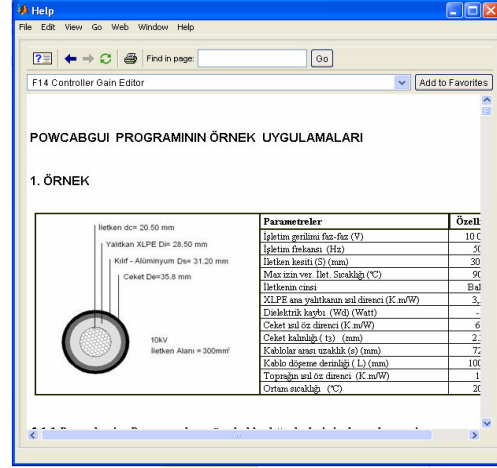 Help
File Edit View Go Web Window Help
Find in page: Go
F14 Controller Gain Editor Add to Favorites
POWCABGUI PROGRAMININ ÖRNEK UYGULAMALARI
1. ÖRNEK
İletken dc= 20.50 mm
Yalıtkan XLPE Di= 28.50 mm
Kılıf - Alüminyum Ds= 31.20 mm
Ceket De=35.8 mm
10kV
İletken Alanı = 300mm²
Parametreler Özell
İşletim gerilimi faz-faz (V) 10 0
İşletim frekansı (Hz) 50
İletken kesiti (S) (mm) 30
Max izin ver. İlet. Sıcaklığı (°C) 90
İletkenin cinsi Bal
XLPE ana yalıtkanın ısıl direnci (K.m/W) 3,
Dielektrik kaybı (Wd) (Watt) -
Ceket ısıl öz direnci (K.m/W) 6
Ceket kalınlığı ( t3) (mm) 2.
Kablolar arası uzaklık (s) (mm) 72
Kablo döşeme derinliği ( L) (mm) 100
Toprağın ısıl öz direnci (K.m/W) 1
Ortam sıcaklığı (°C) 20